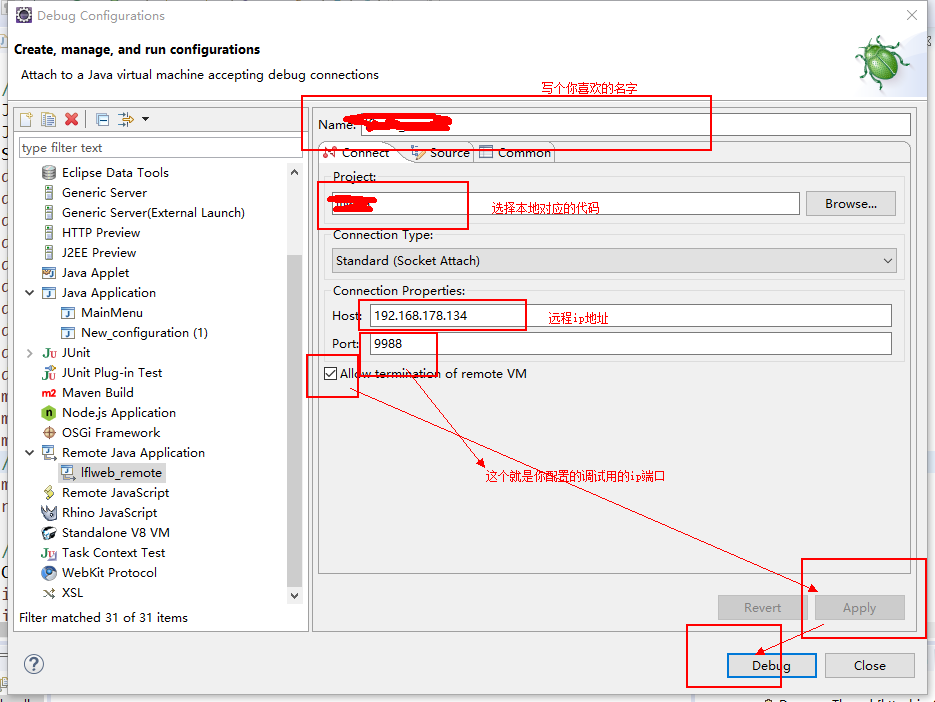 Debug Configurations
Create, manage, and run configurations
Attach to a Java virtual machine accepting debug connections
写个你喜欢的名字
Name:
type filter text
Connect
Source
Common
Eclipse Data Tools
Generic Server
Generic Server(External Launch)
HTTP Preview
J2EE Preview
Java Applet
Java Application
MainMenu
New_configuration (1)
JUnit
JUnit Plug-in Test
Maven Build
Node.js Application
OSGi Framework
Remote Java Application
lflweb_remote
Remote JavaScript
Rhino JavaScript
Standalone V8 VM
Task Context Test
WebKit Protocol
XSL
Filter matched 31 of 31 items
Project:
选择本地对应的代码
Browse...
Connection Type:
Standard (Socket Attach)
Connection Properties:
Host:
192.168.178.134
远程ip地址
Port:
9988
Allow termination of remote VM
这个就是你配置的调试用的ip端口
Revert
Apply
Debug
Close